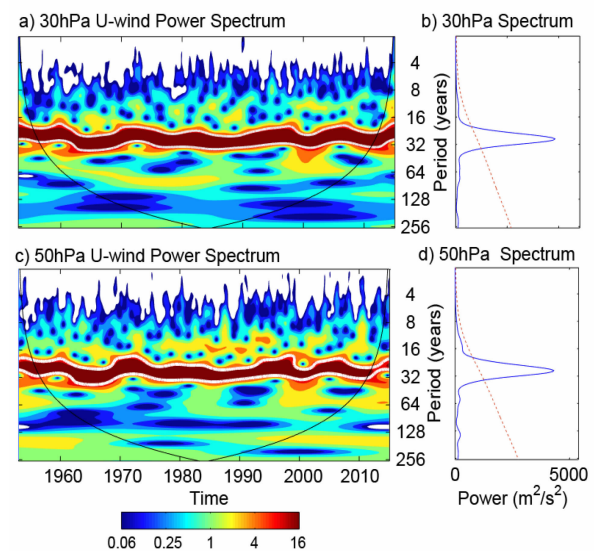 a) 30hPa U-wind Power Spectrum
b) 30hPa Spectrum
4
8
16
32
64
128
256
Period (years)
c) 50hPa U-wind Power Spectrum
d) 50hPa Spectrum
4
8
16
32
64
128
256
Period (years)
1960 1970 1980 1990 2000 2010
Time
0 5000
Power (m²/s²)
0.06 0.25 1 4 16